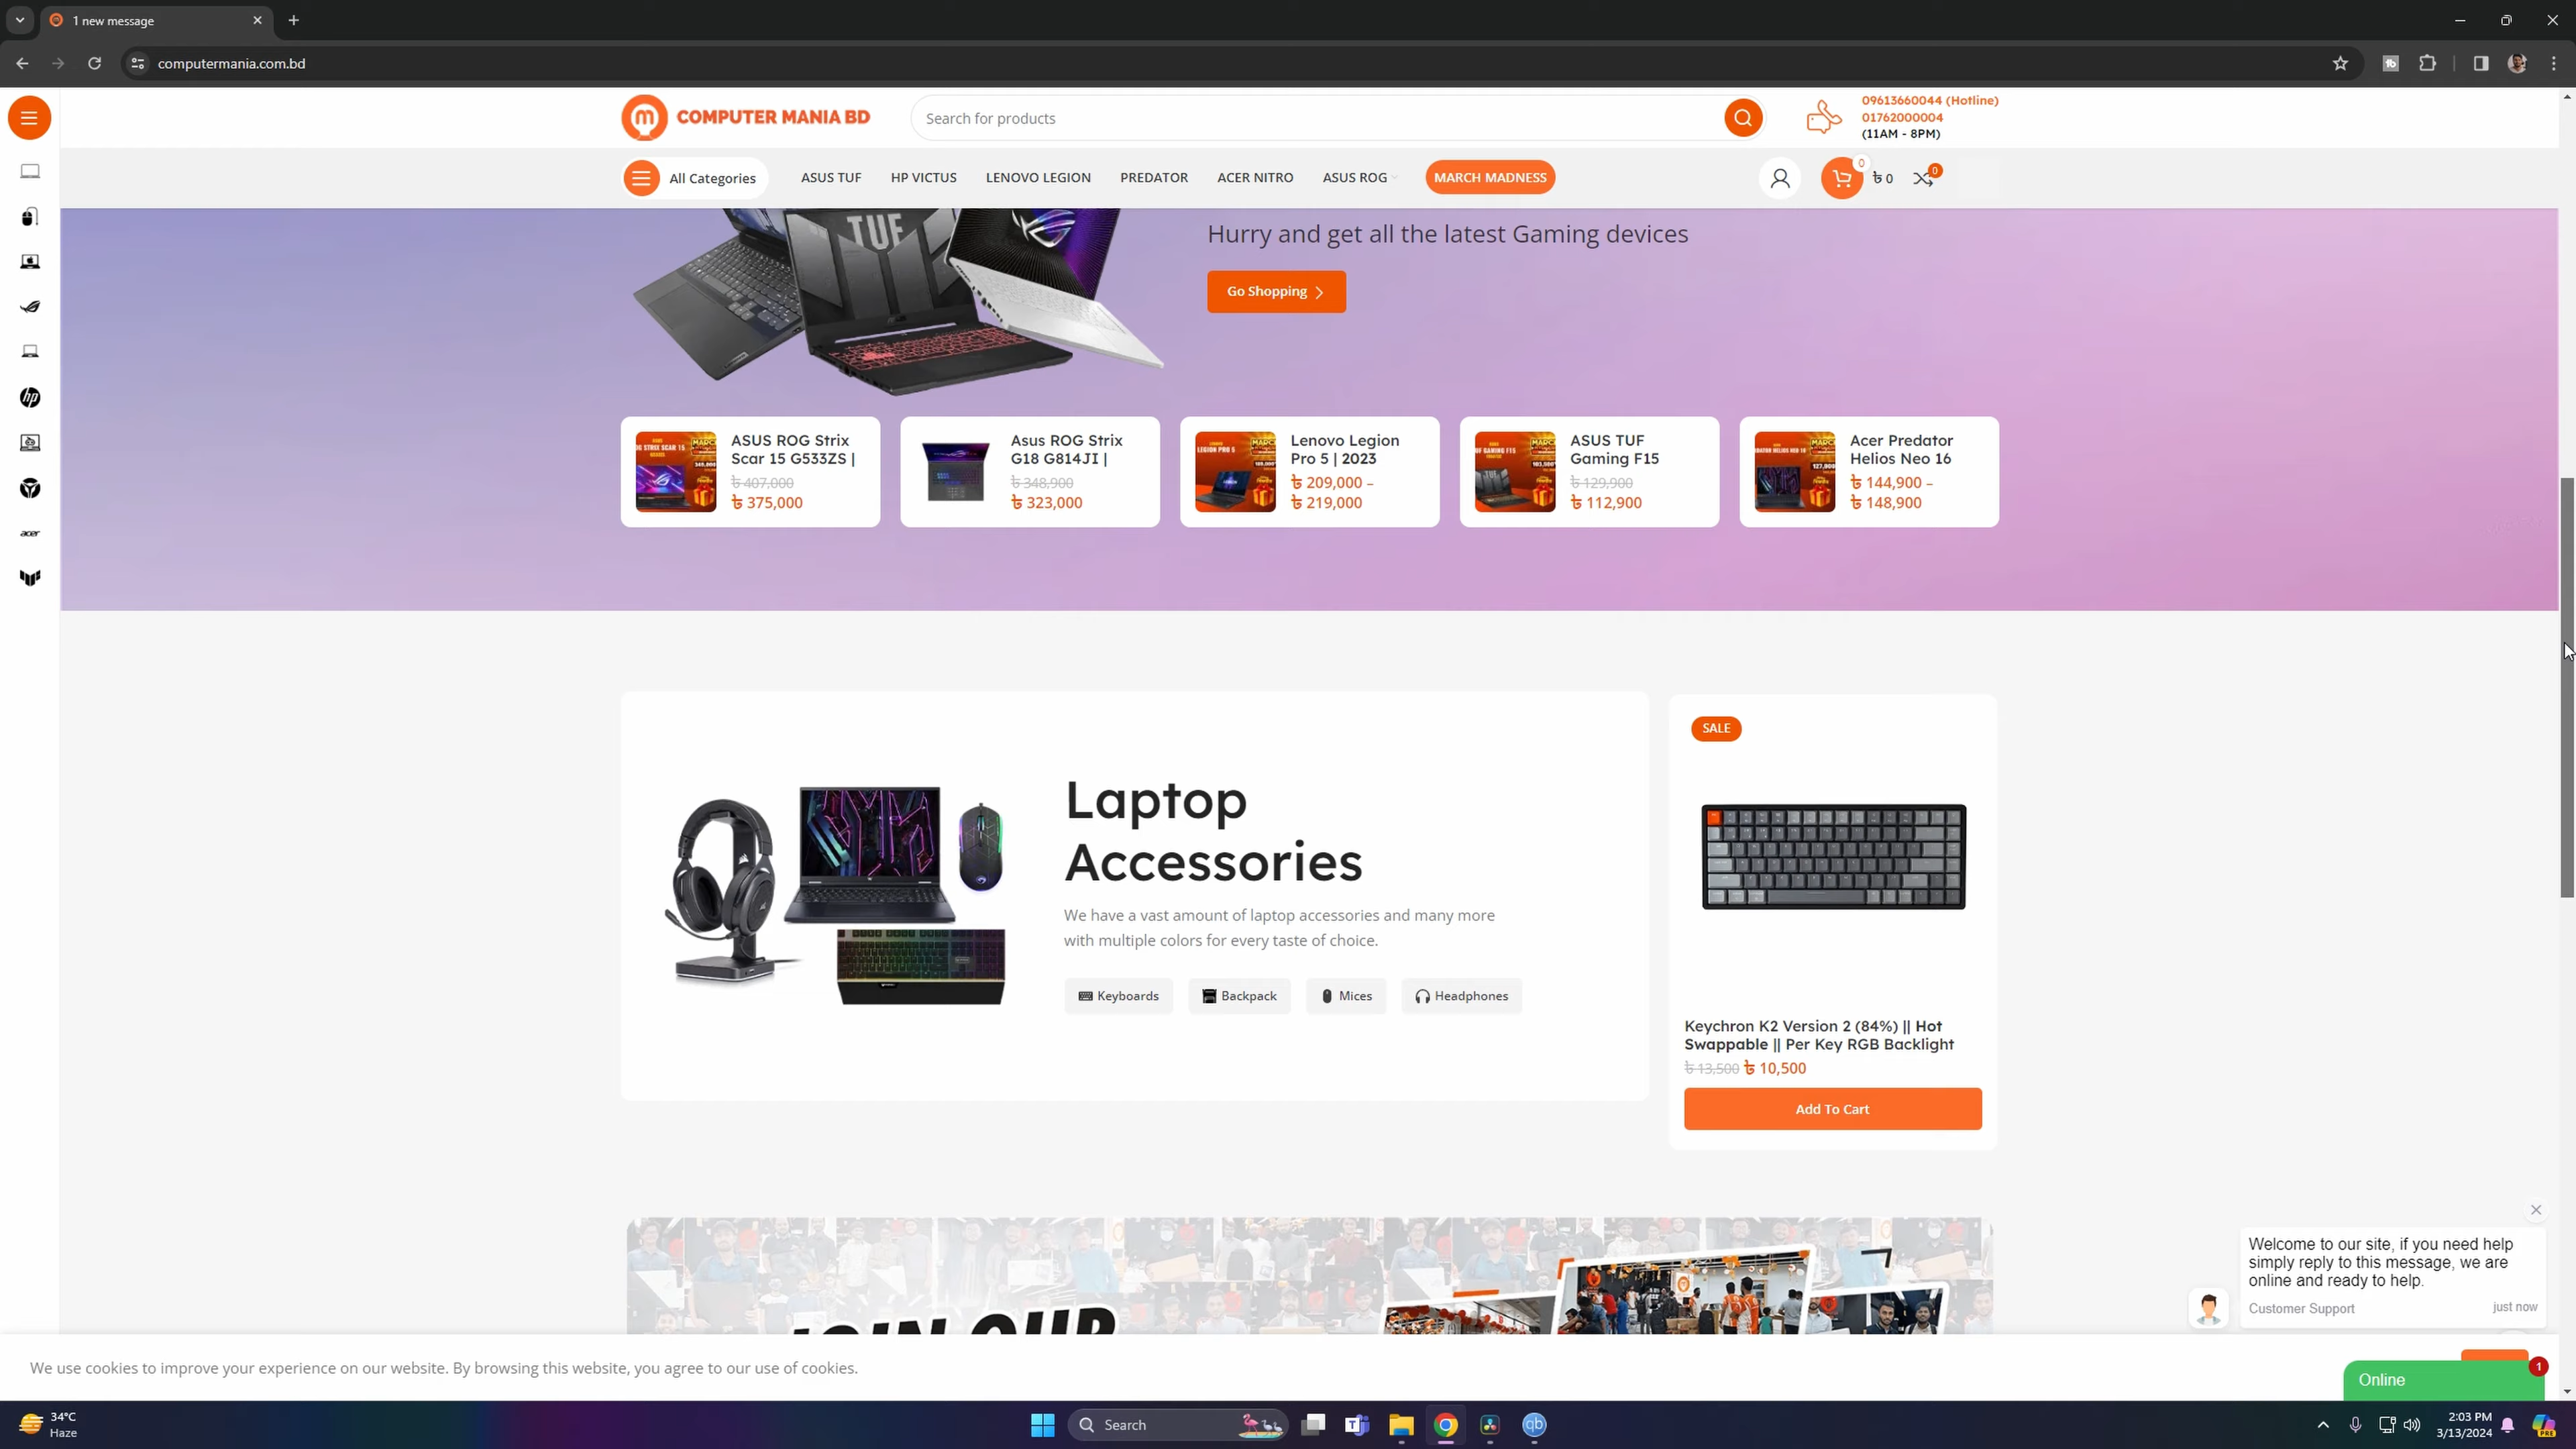 1 new message
computermania.com.bd
COMPUTER MANIA BD
Search for products
09613660044 (Hotline)
01762000004
(11AM - 8PM)
All Categories
ASUS TUF
HP VICTUS
LENOVO LEGION
PREDATOR
ACER NITRO
ASUS ROG
MARCH MADNESS
0
৳ 0
0
TUF
Hurry and get all the latest Gaming devices
Go Shopping
hp
acer
ASUS ROG Strix
Scar 15 G533ZS |
৳ 407,000
৳ 375,000
Asus ROG Strix
G18 G814JI |
৳ 348,900
৳ 323,000
Lenovo Legion
Pro 5 | 2023
৳ 209,000 –
৳ 219,000
ASUS TUF
Gaming F15
৳ 129,900
৳ 112,900
Acer Predator
Helios Neo 16
৳ 144,900 –
৳ 148,900
Laptop
Accessories
We have a vast amount of laptop accessories and many more
with multiple colors for every taste of choice.
Keyboards
Backpack
Mices
Headphones
SALE
Keychron K2 Version 2 (84%) || Hot
Swappable || Per Key RGB Backlight
৳ 13,500 ৳ 10,500
Add To Cart
JOIN OUR
Welcome to our site, if you need help
simply reply to this message, we are
online and ready to help.
Customer Support
just now
We use cookies to improve your experience on our website. By browsing this website, you agree to our use of cookies.
Online
1
34°C
Haze
Search
qb
2:03 PM
3/13/2024
PRE